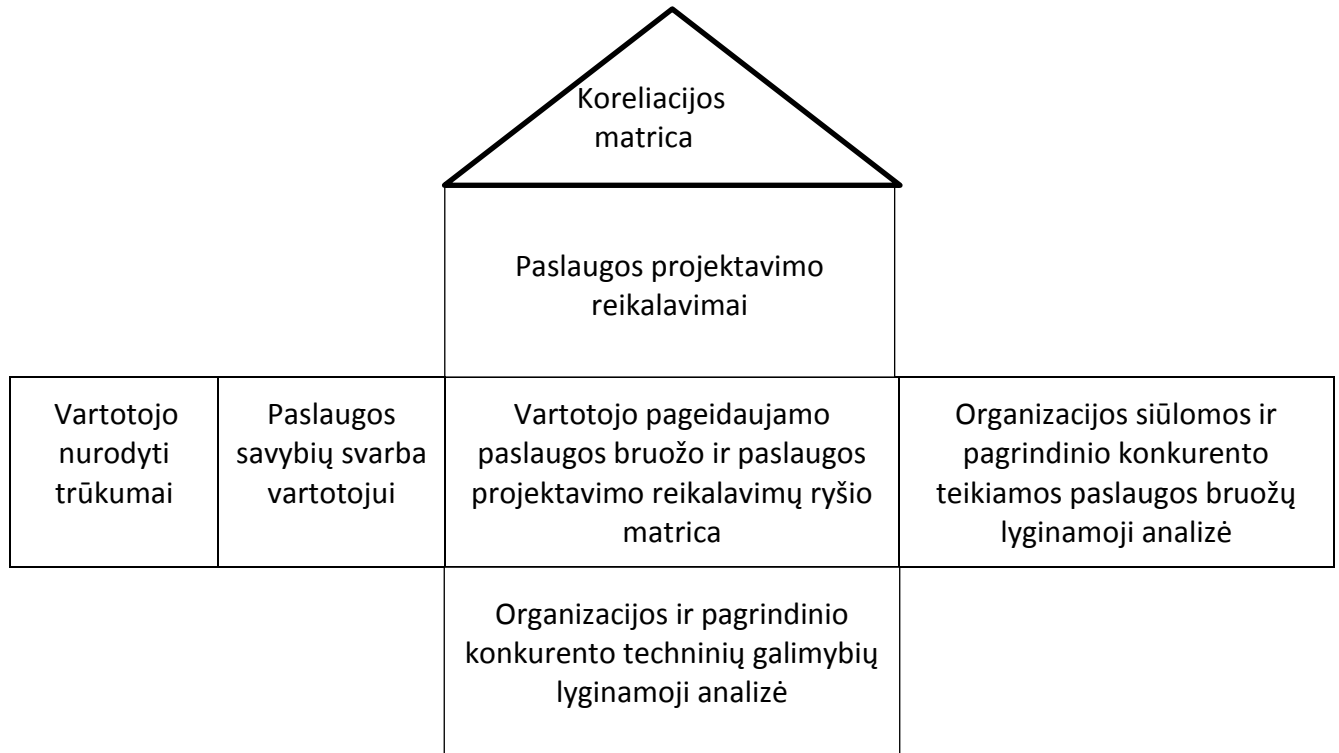 Koreliacijos
matrica
Paslaugos projektavimo
reikalavimai
Vartotojo
nurodyti
trūkumai
Paslaugos
savybių svarba
vartotojui
Vartotojo pageidaujamo
paslaugos bruožo ir paslaugos
projektavimo reikalavimų ryšio
matrica
Organizacijos siūlomos ir
pagrindinio konkurento
teikiamos paslaugos bruožų
lyginamoji analizė
Organizacijos ir pagrindinio
konkurento techninių galimybių
lyginamoji analizė